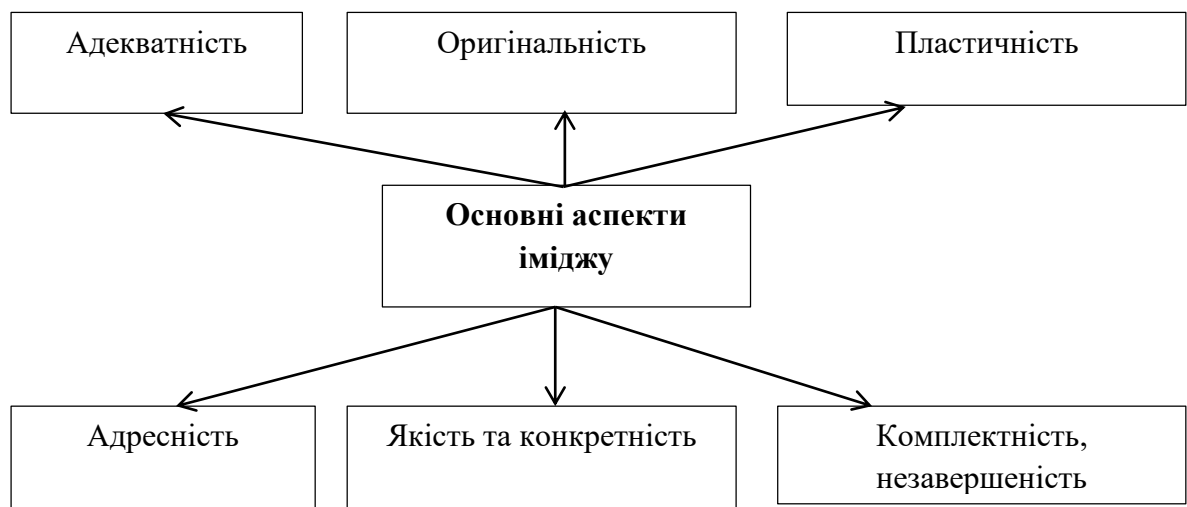 Адекватність
Оригінальність
Пластичність
Основні аспекти
іміджу
Адресність
Якість та конкретність
Комплектність,
незавершеність